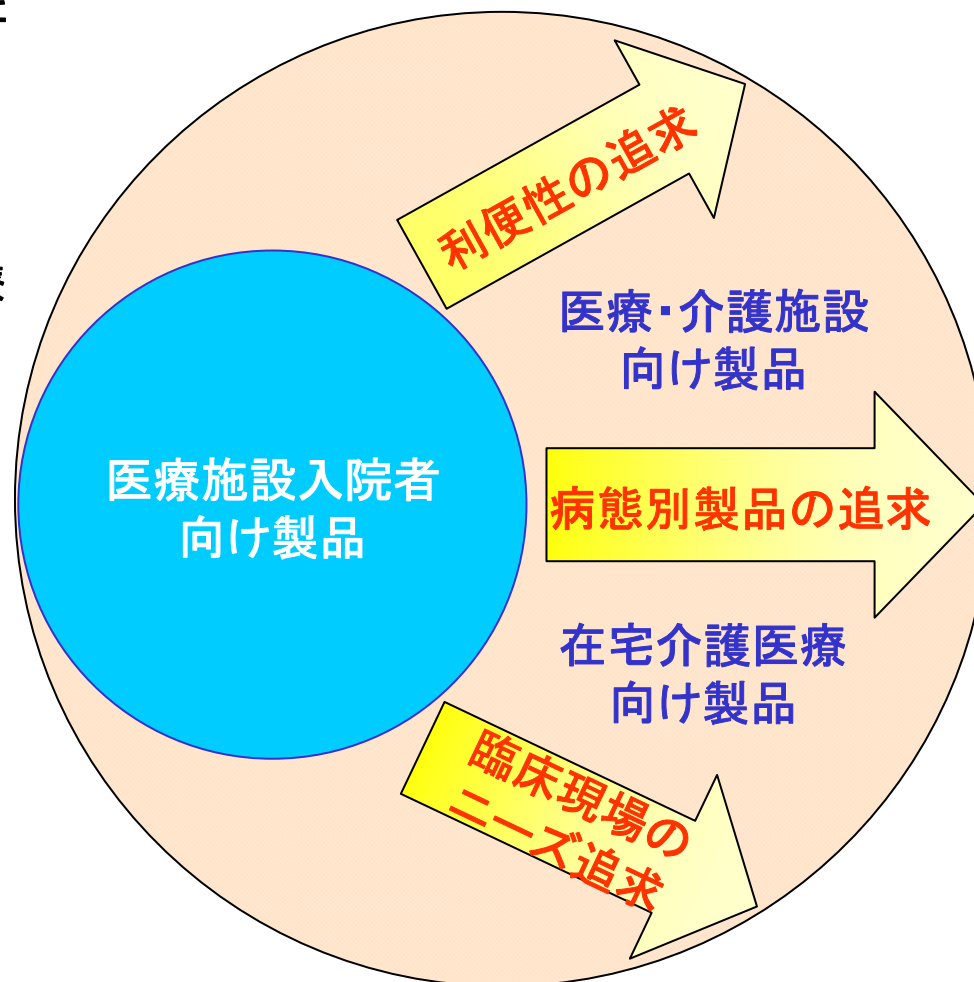 利便性の追求
医療・介護施設
向け製品
医療施設入院者
向け製品
病態別製品の追求
在宅介護医療
向け製品
臨床現場の
ニーズ追求